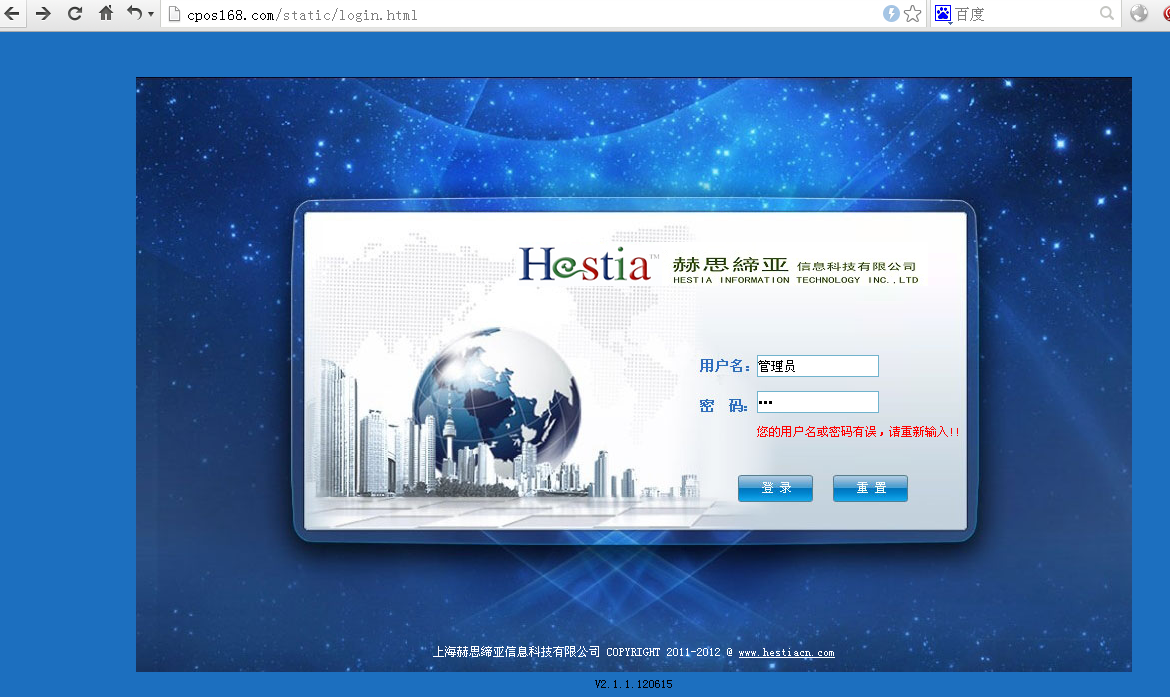 cpos168.com/static/login.html
百度
Hestia™ 赫思締亚 信息科技有限公司
HESTIA INFORMATION TECHNOLOGY INC.,LTD
用户名：管理员
密 码：•••
您的用户名或密码有误，请重新输入!!
登 录 重 置
上海赫思缔亚信息科技有限公司 COPYRIGHT 2011-2012 @ www.hestiacn.com
V2.1.1.120615